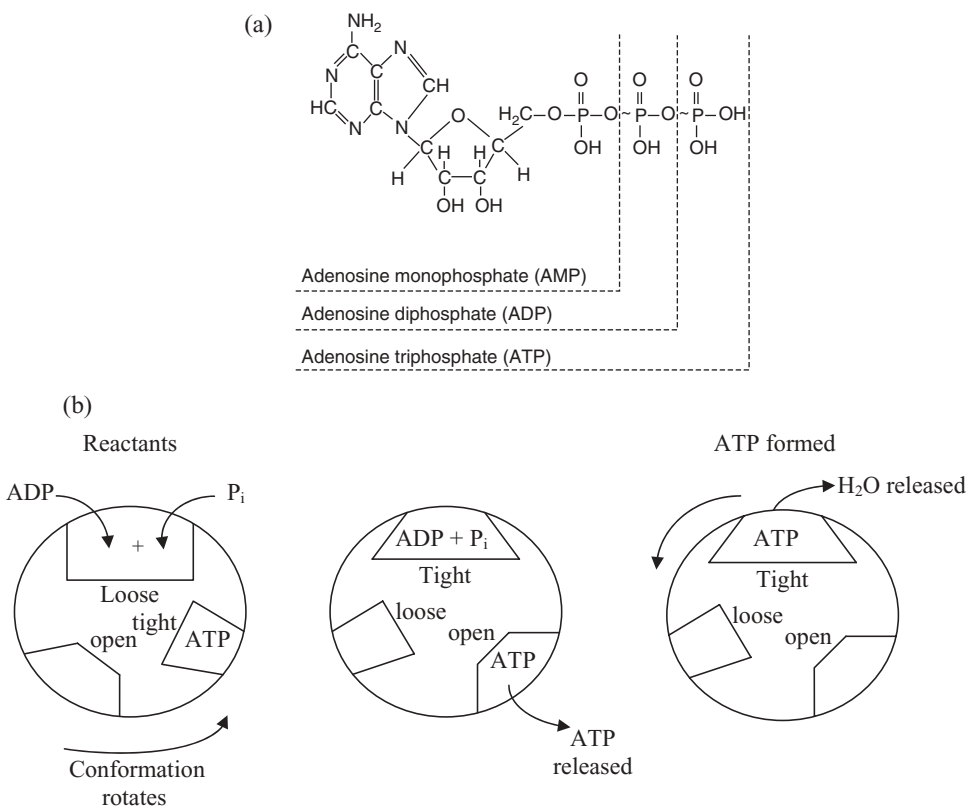 (a)
NH2
C
N
N
C
CH
HC
C
N
N
O
H2C–O–P–O~P–O~P–OH
O
O
O
OH
OH
OH
C
H
H
C
H
C
C
H
OH
OH
Adenosine monophosphate (AMP)
Adenosine diphosphate (ADP)
Adenosine triphosphate (ATP)
(b)
Reactants
ADP
Pi
+
Loose
tight
open
ATP
Conformation
rotates
ADP + Pi
Tight
loose
open
ATP
ATP
released
ATP formed
H2O released
ATP
Tight
loose
open